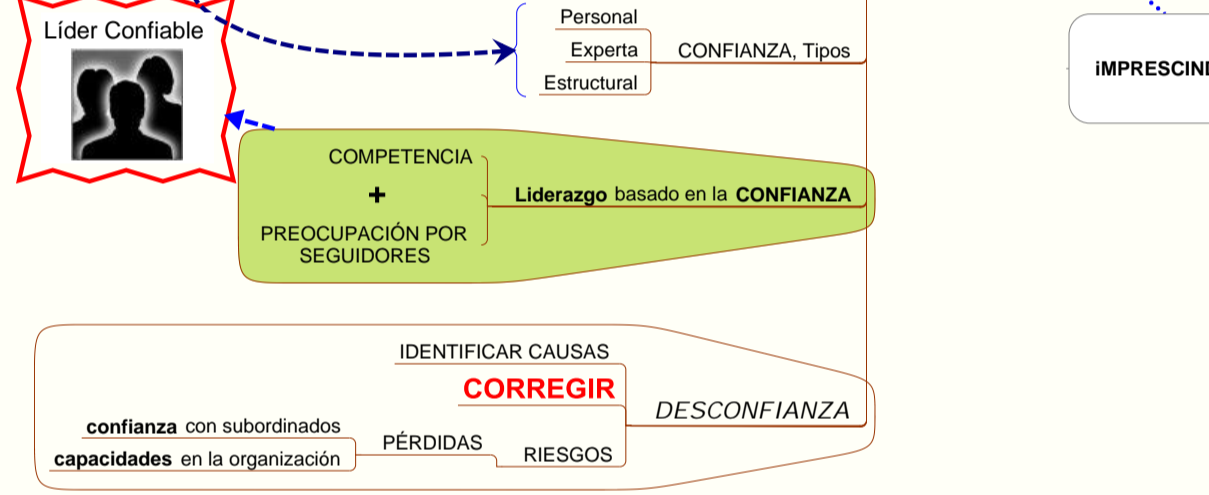 Líder Confiable
Personal
Experta
Estructural
CONFIANZA, Tipos
COMPETENCIA
+
PREOCUPACIÓN POR
SEGUIDORES
Liderazgo basado en la CONFIANZA
IDENTIFICAR CAUSAS
CORREGIR
confianza con subordinados
capacidades en la organización
PÉRDIDAS
RIESGOS
DESCONFIANZA